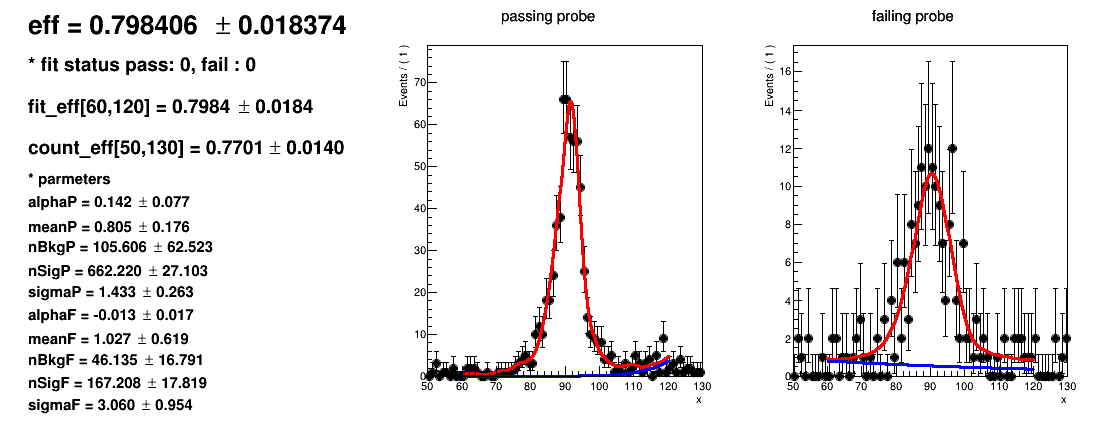 eff = 0.798406 ± 0.018374
* fit status pass: 0, fail : 0
fit_eff[60,120] = 0.7984 ± 0.0184
count_eff[50,130] = 0.7701 ± 0.0140
* parmeters
alphaP = 0.142 ± 0.077
meanP = 0.805 ± 0.176
nBkgP = 105.606 ± 62.523
nSigP = 662.220 ± 27.103
sigmaP = 1.433 ± 0.263
alphaF = -0.013 ± 0.017
meanF = 1.027 ± 0.619
nBkgF = 46.135 ± 16.791
nSigF = 167.208 ± 17.819
sigmaF = 3.060 ± 0.954
passing probe
Events / ( 1 )
70
60
50
40
30
20
10
0
50 60 70 80 90 100 110 120 130
x
failing probe
Events / ( 1 )
16
14
12
10
8
6
4
2
0
50 60 70 80 90 100 110 120 130
x